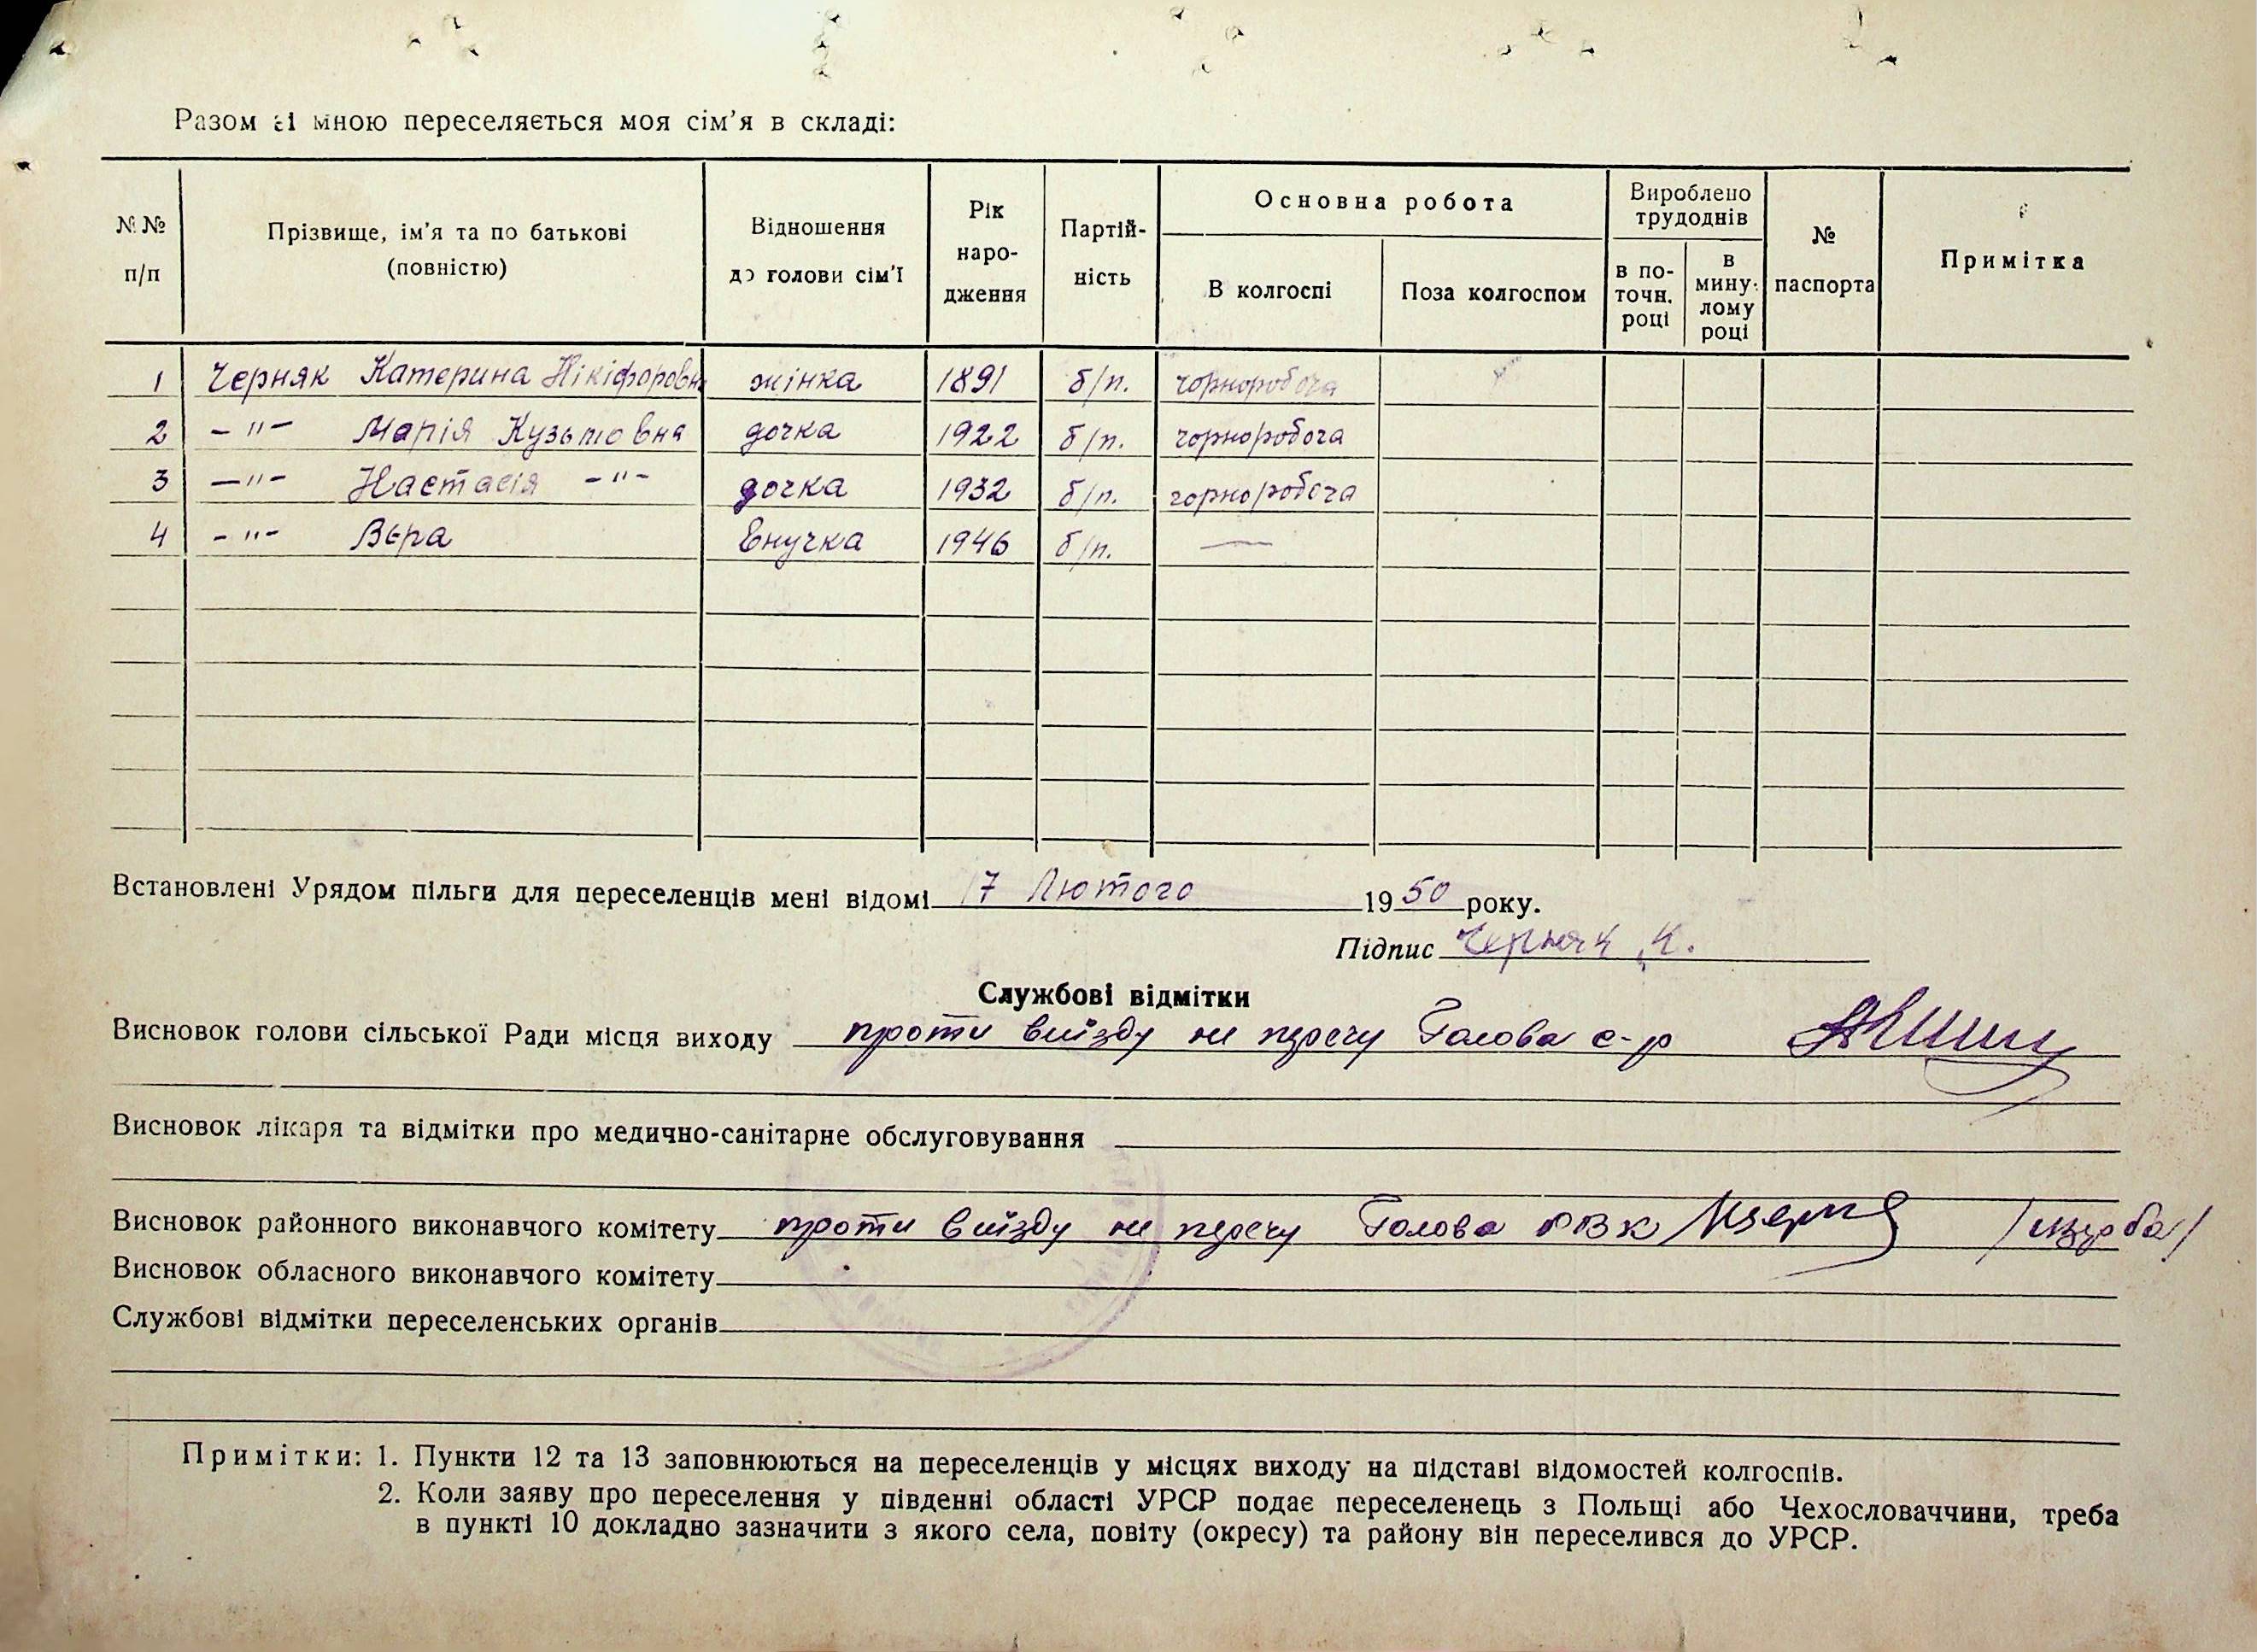 Разом зі мною переселяється моя сім'я в складі:
№№ п/п
Прізвище, ім'я та по батькові (повністю)
Відношення до голови сім'ї
Рік народження
Партійність
Основна робота
В колгоспі
Поза колгоспом
Вироблено трудоднів
в поточн. році
в минулому році
№ паспорта
Примітка
1 Черняк Катерина Нікіфоровн жінка 1891 б/п. чорноробоча
2 -"- Марія Кузьмовна дочка 1922 б/п. чорноробоча
3 -"- Настасія -"- дочка 1932 б/п. чорноробоча
4 -"- Вєра Внучка 1946 б/п. —
Встановлені Урядом пільги для переселенців мені відомі 17 Лютого 1950 року.
Підпис Черняк К.
Службові відмітки
Висновок голови сільської Ради місця виходу проти виїзду не перечу Голова с-р
Висновок лікаря та відмітки про медично-санітарне обслуговування
Висновок районного виконавчого комітету проти виїзду не перечу Голова РВК
Висновок обласного виконавчого комітету
Службові відмітки переселенських органів
Примітки: 1. Пункти 12 та 13 заповнюються на переселенців у місцях виходу на підставі відомостей колгоспів.
2. Коли заяву про переселення у південні області УРСР подає переселенець з Польщі або Чехословаччини, треба
в пункті 10 докладно зазначити з якого села, повіту (окресу) та району він переселився до УРСР.